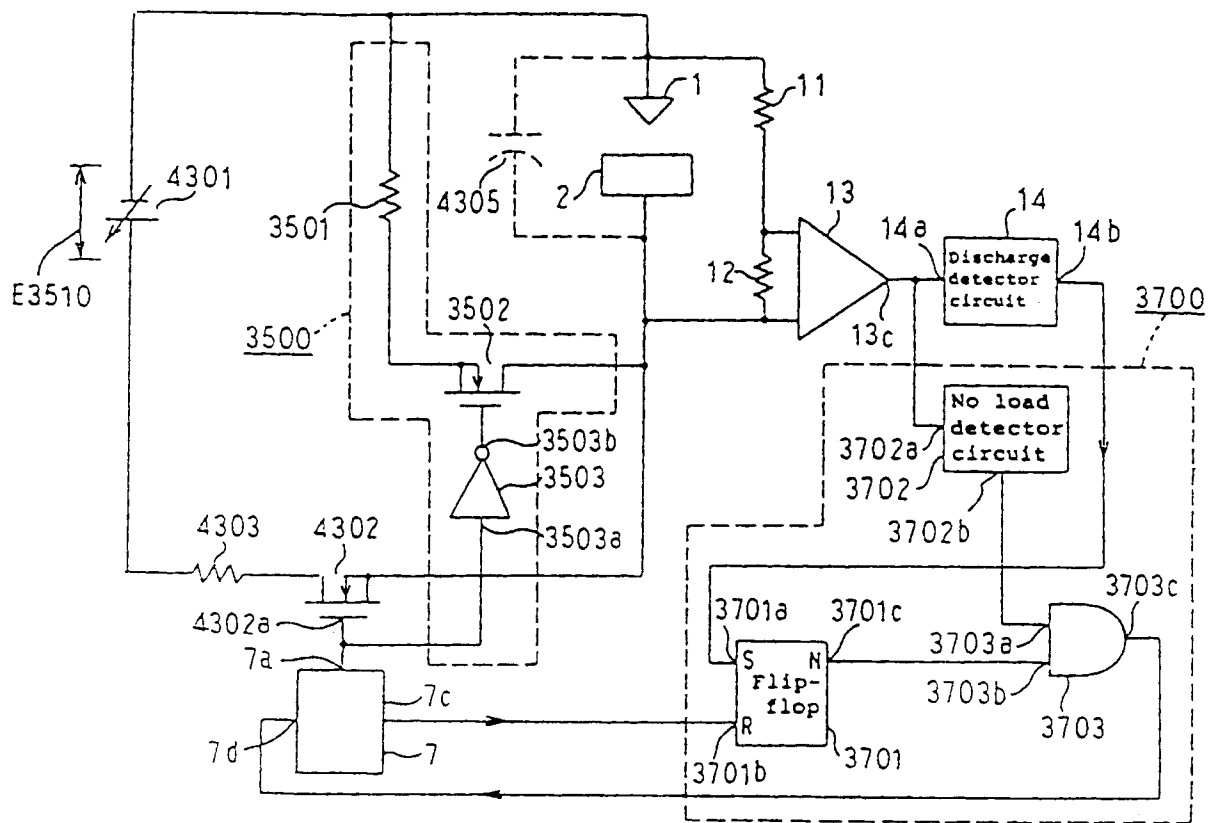 1
11
4301
E3510
3501
4305
2
13
14
14a
14b
Discharge
detector
circuit
12
13c
3700
3500
3502
No load
detector
circuit
3702a
3702
3702b
3503b
3503
3503a
4303
4302
4302a
7a
7c
7d
7
3701a
3701c
S
N
Flip-
flop
R
3701b
3701
3703a
3703b
3703c
3703